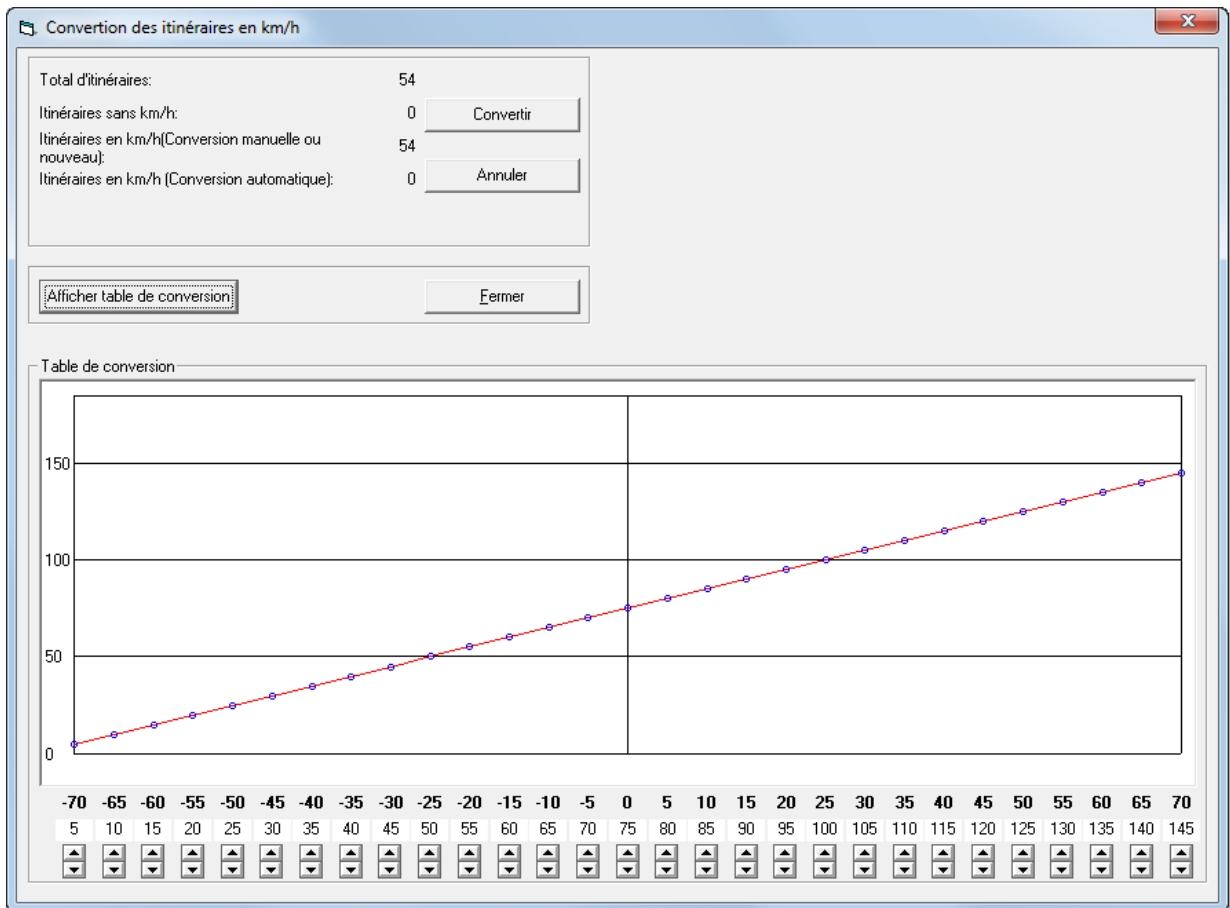 Convertion des itinéraires en km/h
Total d'itinéraires: 54
Itinéraires sans km/h: 0
Convertir
Itinéraires en km/h(Conversion manuelle ou
nouveau): 54
Itinéraires en km/h (Conversion automatique): 0
Annuler
Afficher table de conversion
Fermer
Table de conversion
150
100
50
0
-70 -65 -60 -55 -50 -45 -40 -35 -30 -25 -20 -15 -10 -5 0 5 10 15 20 25 30 35 40 45 50 55 60 65 70
5 10 15 20 25 30 35 40 45 50 55 60 65 70 75 80 85 90 95 100 105 110 115 120 125 130 135 140 145